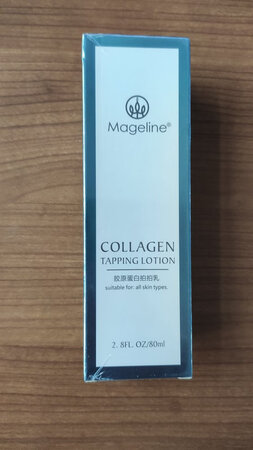 Mageline®
COLLAGEN
TAPPING LOTION
胶原蛋白拍拍乳
suitable for: all skin types.
2. 8FL. OZ/80ml